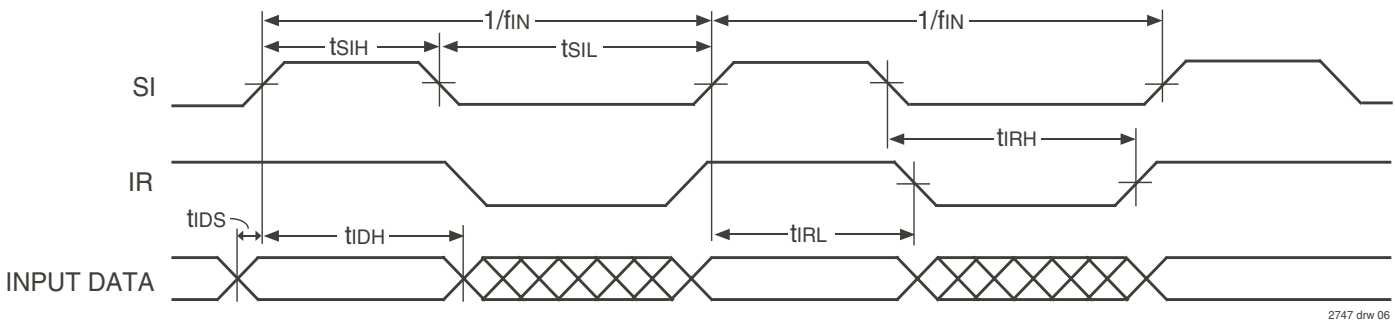 1/fIN 1/fIN
tSIH tSIL
SI
tIRH
IR
tIDS
tIDH tIRL
INPUT DATA
2747 drw 06